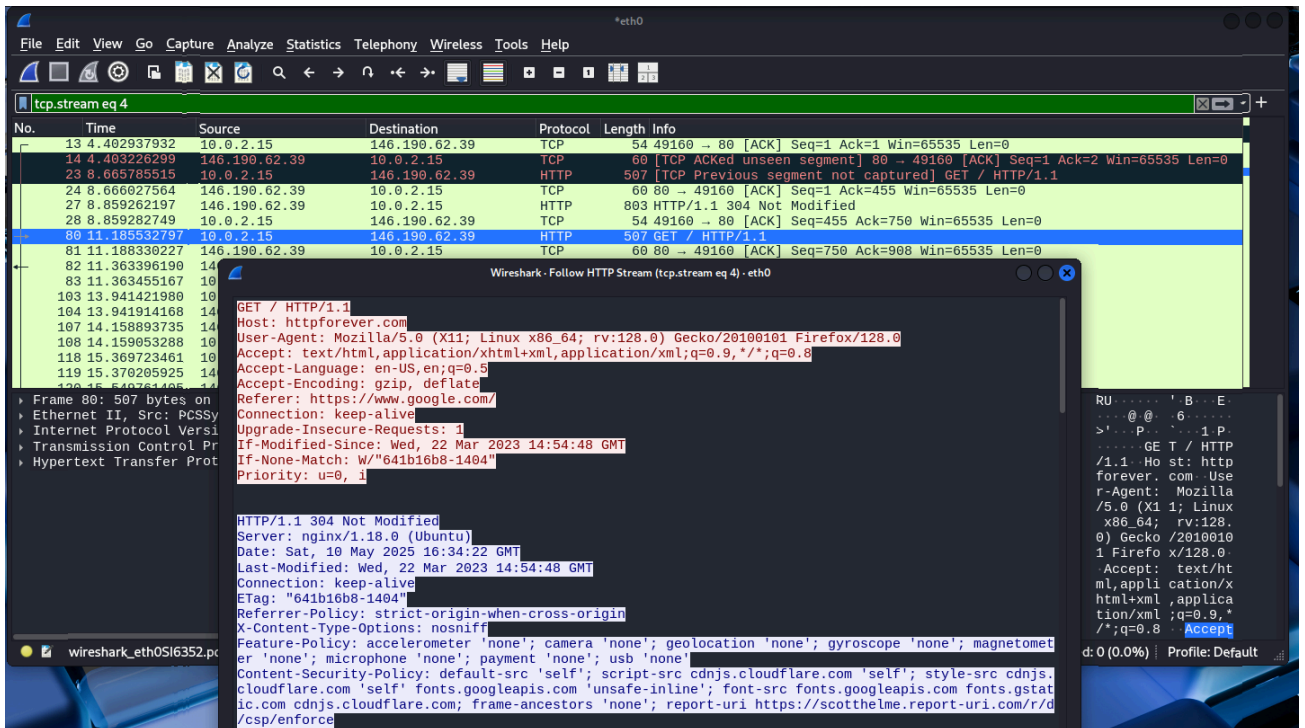 *eth0
File Edit View Go Capture Analyze Statistics Telephony Wireless Tools Help
tcp.stream eq 4
No. Time Source Destination Protocol Length Info
13 4.402937932 10.0.2.15 146.190.62.39 TCP 54 49160 → 80 [ACK] Seq=1 Ack=1 Win=65535 Len=0
14 4.403226299 146.190.62.39 10.0.2.15 TCP 60 [TCP ACKed unseen segment] 80 → 49160 [ACK] Seq=1 Ack=2 Win=65535 Len=0
23 8.665785515 10.0.2.15 146.190.62.39 HTTP 507 [TCP Previous segment not captured] GET / HTTP/1.1
24 8.666027564 146.190.62.39 10.0.2.15 TCP 60 80 → 49160 [ACK] Seq=1 Ack=455 Win=65535 Len=0
27 8.859262197 146.190.62.39 10.0.2.15 HTTP 803 HTTP/1.1 304 Not Modified
28 8.859282749 10.0.2.15 146.190.62.39 TCP 54 49160 → 80 [ACK] Seq=455 Ack=750 Win=65535 Len=0
80 11.185532797 10.0.2.15 146.190.62.39 HTTP 507 GET / HTTP/1.1
81 11.188330227 146.190.62.39 10.0.2.15 TCP 60 80 → 49160 [ACK] Seq=750 Ack=908 Win=65535 Len=0
82 11.363396190 14
83 11.363455167 10
103 13.941421980 10
104 13.941914168 14
107 14.158893735 14
108 14.159053288 10
118 15.369723461 10
119 15.370205925 14
Wireshark · Follow HTTP Stream (tcp.stream eq 4) · eth0
GET / HTTP/1.1
Host: httpforever.com
User-Agent: Mozilla/5.0 (X11; Linux x86_64; rv:128.0) Gecko/20100101 Firefox/128.0
Accept: text/html,application/xhtml+xml,application/xml;q=0.9,*/*;q=0.8
Accept-Language: en-US,en;q=0.5
Accept-Encoding: gzip, deflate
Referer: https://www.google.com/
Connection: keep-alive
Upgrade-Insecure-Requests: 1
If-Modified-Since: Wed, 22 Mar 2023 14:54:48 GMT
If-None-Match: W/"641b16b8-1404"
Priority: u=0, i
HTTP/1.1 304 Not Modified
Server: nginx/1.18.0 (Ubuntu)
Date: Sat, 10 May 2025 16:34:22 GMT
Last-Modified: Wed, 22 Mar 2023 14:54:48 GMT
Connection: keep-alive
ETag: "641b16b8-1404"
Referrer-Policy: strict-origin-when-cross-origin
X-Content-Type-Options: nosniff
Feature-Policy: accelerometer 'none'; camera 'none'; geolocation 'none'; gyroscope 'none'; magnetomet
er 'none'; microphone 'none'; payment 'none'; usb 'none'
Content-Security-Policy: default-src 'self'; script-src cdnjs.cloudflare.com 'self'; style-src cdnjs.
cloudflare.com 'self' fonts.googleapis.com 'unsafe-inline'; font-src fonts.googleapis.com fonts.gstat
ic.com cdnjs.cloudflare.com; frame-ancestors 'none'; report-uri https://scotthelme.report-uri.com/r/d
/csp/enforce
Frame 80: 507 bytes on
Ethernet II, Src: PCSSy
Internet Protocol Versi
Transmission Control Pr
Hypertext Transfer Prot
RU······ '·B···E·
····@·@· ·6······
>'···P·· `···1·P·
······GE T / HTTP
/1.1··Ho st: http
forever. com··Use
r-Agent: Mozilla
/5.0 (X1 1; Linux
x86_64; rv:128.
0) Gecko /2010010
1 Firefo x/128.0·
·Accept: text/ht
ml,appli cation/x
html+xml ,applica
tion/xml ;q=0.9,*
/*;q=0.8 ··Accept
wireshark_eth0SI6352.pc
d: 0 (0.0%) Profile: Default